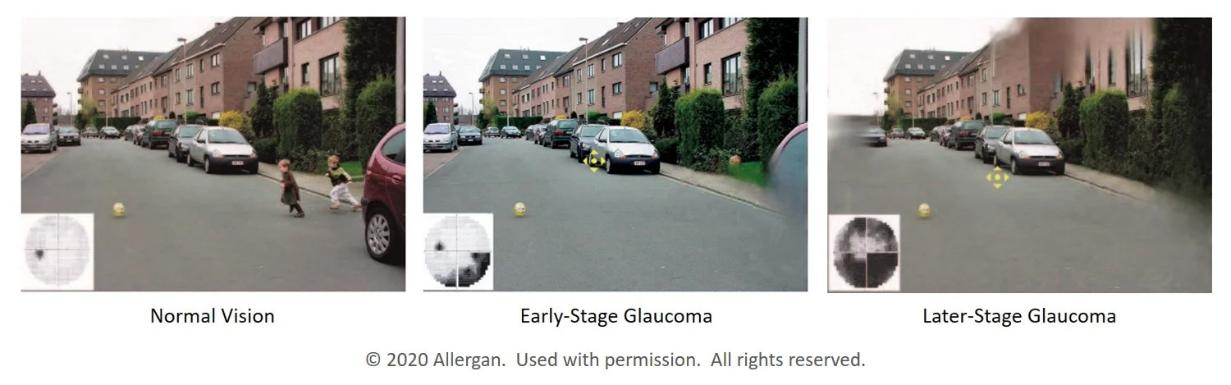 Normal Vision
Early-Stage Glaucoma
Later-Stage Glaucoma
© 2020 Allergan.  Used with permission.  All rights reserved.